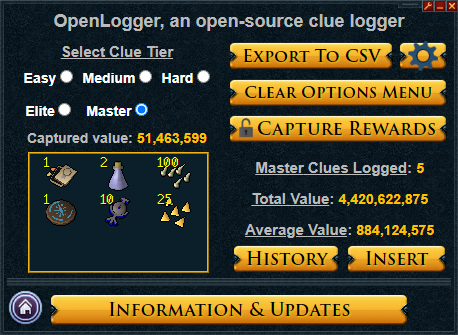 OpenLogger, an open-source clue logger
Select Clue Tier
Easy Medium Hard
Elite Master
Captured value: 51,463,599
1 2 100
1 10 25
Export To CSV
Clear Options Menu
Capture Rewards
Master Clues Logged: 5
Total Value: 4,420,622,875
Average Value: 884,124,575
History Insert
Information & Updates